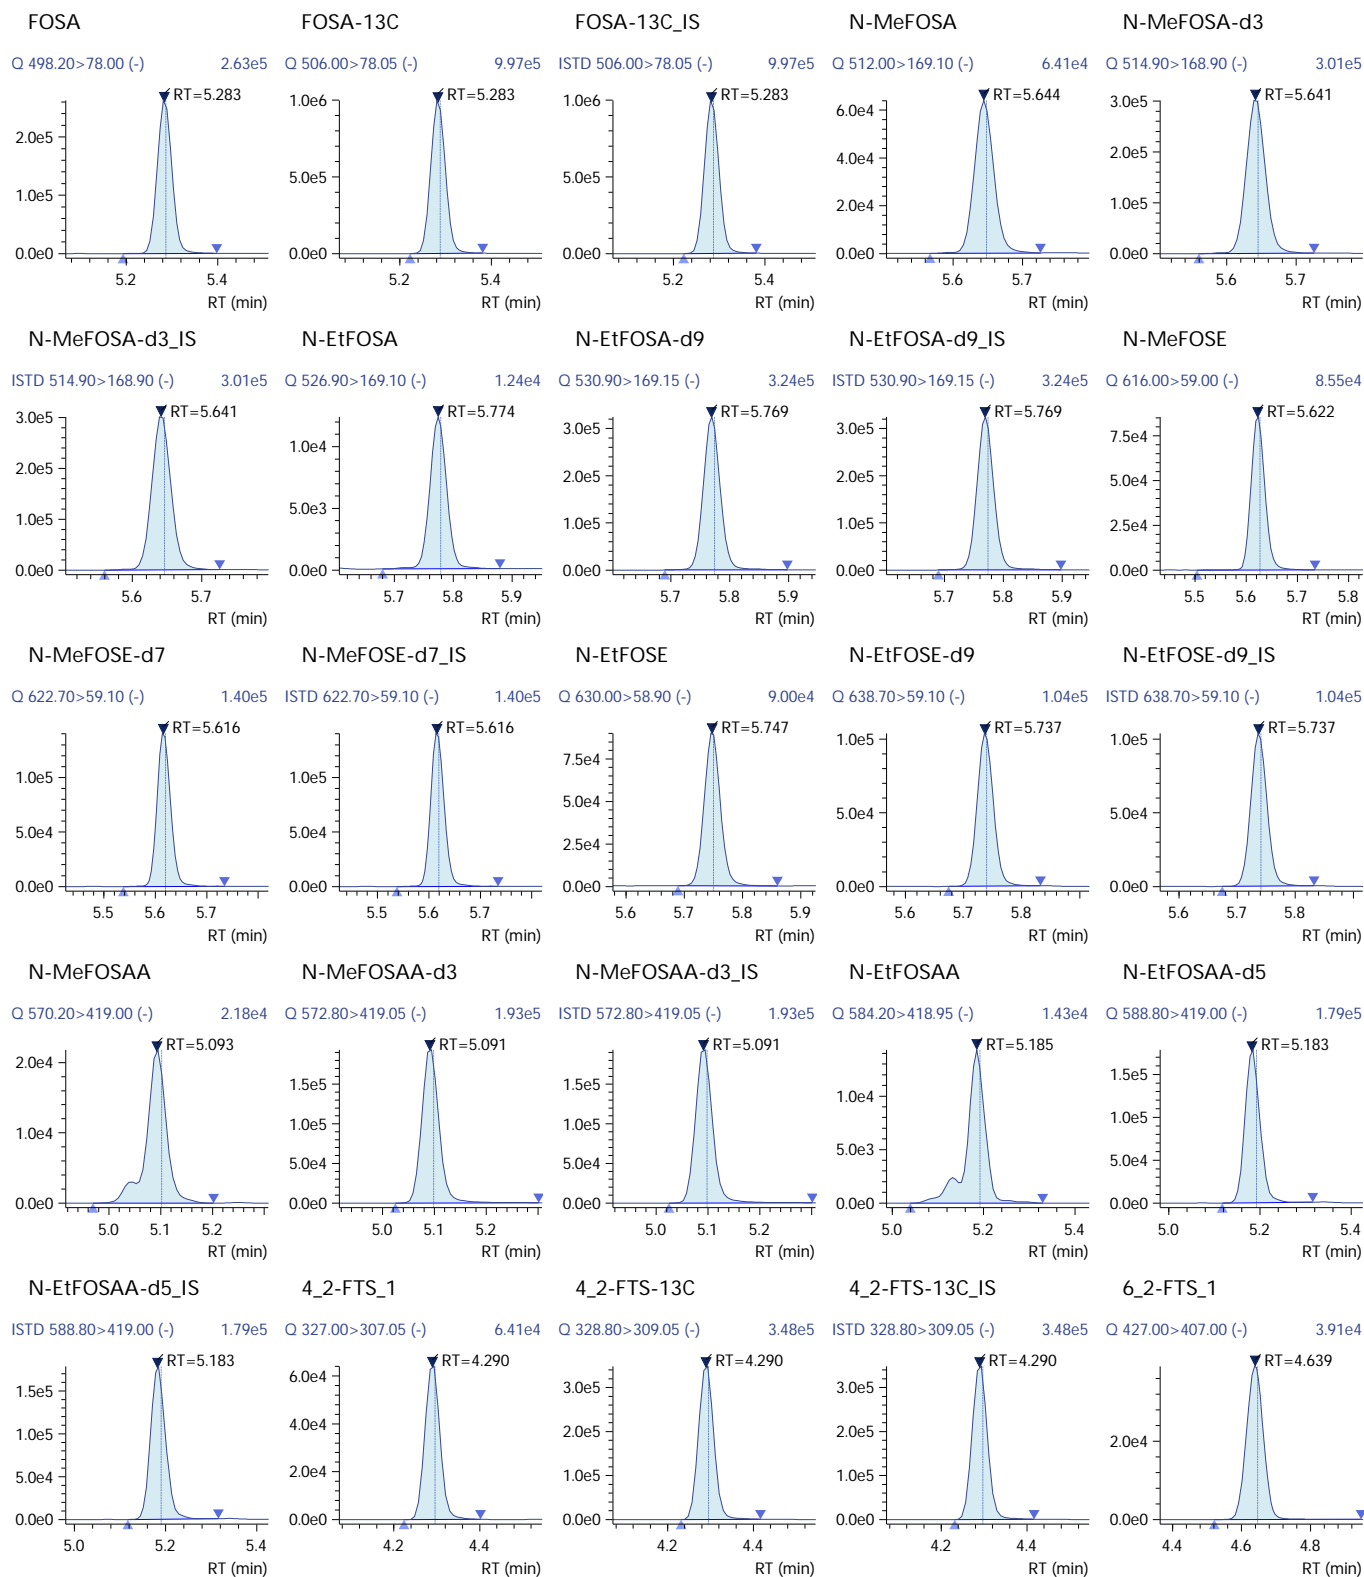 FOSA
FOSA-13C
FOSA-13C_IS
N-MeFOSA
N-MeFOSA-d3
Q 498.20>78.00 (-) 2.63e5
Q 506.00>78.05 (-) 9.97e5
ISTD 506.00>78.05 (-) 9.97e5
Q 512.00>169.10 (-) 6.41e4
Q 514.90>168.90 (-) 3.01e5
RT=5.283
RT=5.283
RT=5.283
RT=5.644
RT=5.641
2.0e5
1.0e5
0.0e0
5.2 5.4
RT (min)
1.0e6
5.0e5
0.0e0
5.2 5.4
RT (min)
1.0e6
5.0e5
0.0e0
5.2 5.4
RT (min)
6.0e4
4.0e4
2.0e4
0.0e0
5.6 5.7
RT (min)
3.0e5
2.0e5
1.0e5
0.0e0
5.6 5.7
RT (min)
N-MeFOSA-d3_IS
N-EtFOSA
N-EtFOSA-d9
N-EtFOSA-d9_IS
N-MeFOSE
ISTD 514.90>168.90 (-) 3.01e5
Q 526.90>169.10 (-) 1.24e4
Q 530.90>169.15 (-) 3.24e5
ISTD 530.90>169.15 (-) 3.24e5
Q 616.00>59.00 (-) 8.55e4
RT=5.641
RT=5.774
RT=5.769
RT=5.769
RT=5.622
3.0e5
2.0e5
1.0e5
0.0e0
5.6 5.7
RT (min)
1.0e4
5.0e3
0.0e0
5.7 5.8 5.9
RT (min)
3.0e5
2.0e5
1.0e5
0.0e0
5.7 5.8 5.9
RT (min)
3.0e5
2.0e5
1.0e5
0.0e0
5.7 5.8 5.9
RT (min)
7.5e4
5.0e4
2.5e4
0.0e0
5.5 5.6 5.7 5.8
RT (min)
N-MeFOSE-d7
N-MeFOSE-d7_IS
N-EtFOSE
N-EtFOSE-d9
N-EtFOSE-d9_IS
Q 622.70>59.10 (-) 1.40e5
ISTD 622.70>59.10 (-) 1.40e5
Q 630.00>58.90 (-) 9.00e4
Q 638.70>59.10 (-) 1.04e5
ISTD 638.70>59.10 (-) 1.04e5
RT=5.616
RT=5.616
RT=5.747
RT=5.737
RT=5.737
1.0e5
5.0e4
0.0e0
5.5 5.6 5.7
RT (min)
1.0e5
5.0e4
0.0e0
5.5 5.6 5.7
RT (min)
7.5e4
5.0e4
2.5e4
0.0e0
5.6 5.7 5.8 5.9
RT (min)
1.0e5
5.0e4
0.0e0
5.6 5.7 5.8
RT (min)
1.0e5
5.0e4
0.0e0
5.6 5.7 5.8
RT (min)
N-MeFOSAA
N-MeFOSAA-d3
N-MeFOSAA-d3_IS
N-EtFOSAA
N-EtFOSAA-d5
Q 570.20>419.00 (-) 2.18e4
Q 572.80>419.05 (-) 1.93e5
ISTD 572.80>419.05 (-) 1.93e5
Q 584.20>418.95 (-) 1.43e4
Q 588.80>419.00 (-) 1.79e5
RT=5.093
RT=5.091
RT=5.091
RT=5.185
RT=5.183
2.0e4
1.0e4
0.0e0
5.0 5.1 5.2
RT (min)
1.5e5
1.0e5
5.0e4
0.0e0
5.0 5.1 5.2
RT (min)
1.5e5
1.0e5
5.0e4
0.0e0
5.0 5.1 5.2
RT (min)
1.0e4
5.0e3
0.0e0
5.0 5.2 5.4
RT (min)
1.5e5
1.0e5
5.0e4
0.0e0
5.0 5.2 5.4
RT (min)
N-EtFOSAA-d5_IS
4_2-FTS_1
4_2-FTS-13C
4_2-FTS-13C_IS
6_2-FTS_1
ISTD 588.80>419.00 (-) 1.79e5
Q 327.00>307.05 (-) 6.41e4
Q 328.80>309.05 (-) 3.48e5
ISTD 328.80>309.05 (-) 3.48e5
Q 427.00>407.00 (-) 3.91e4
RT=5.183
RT=4.290
RT=4.290
RT=4.290
RT=4.639
1.5e5
1.0e5
5.0e4
0.0e0
5.0 5.2 5.4
RT (min)
6.0e4
4.0e4
2.0e4
0.0e0
4.2 4.4
RT (min)
3.0e5
2.0e5
1.0e5
0.0e0
4.2 4.4
RT (min)
3.0e5
2.0e5
1.0e5
0.0e0
4.2 4.4
RT (min)
2.0e4
0.0e0
4.4 4.6 4.8
RT (min)